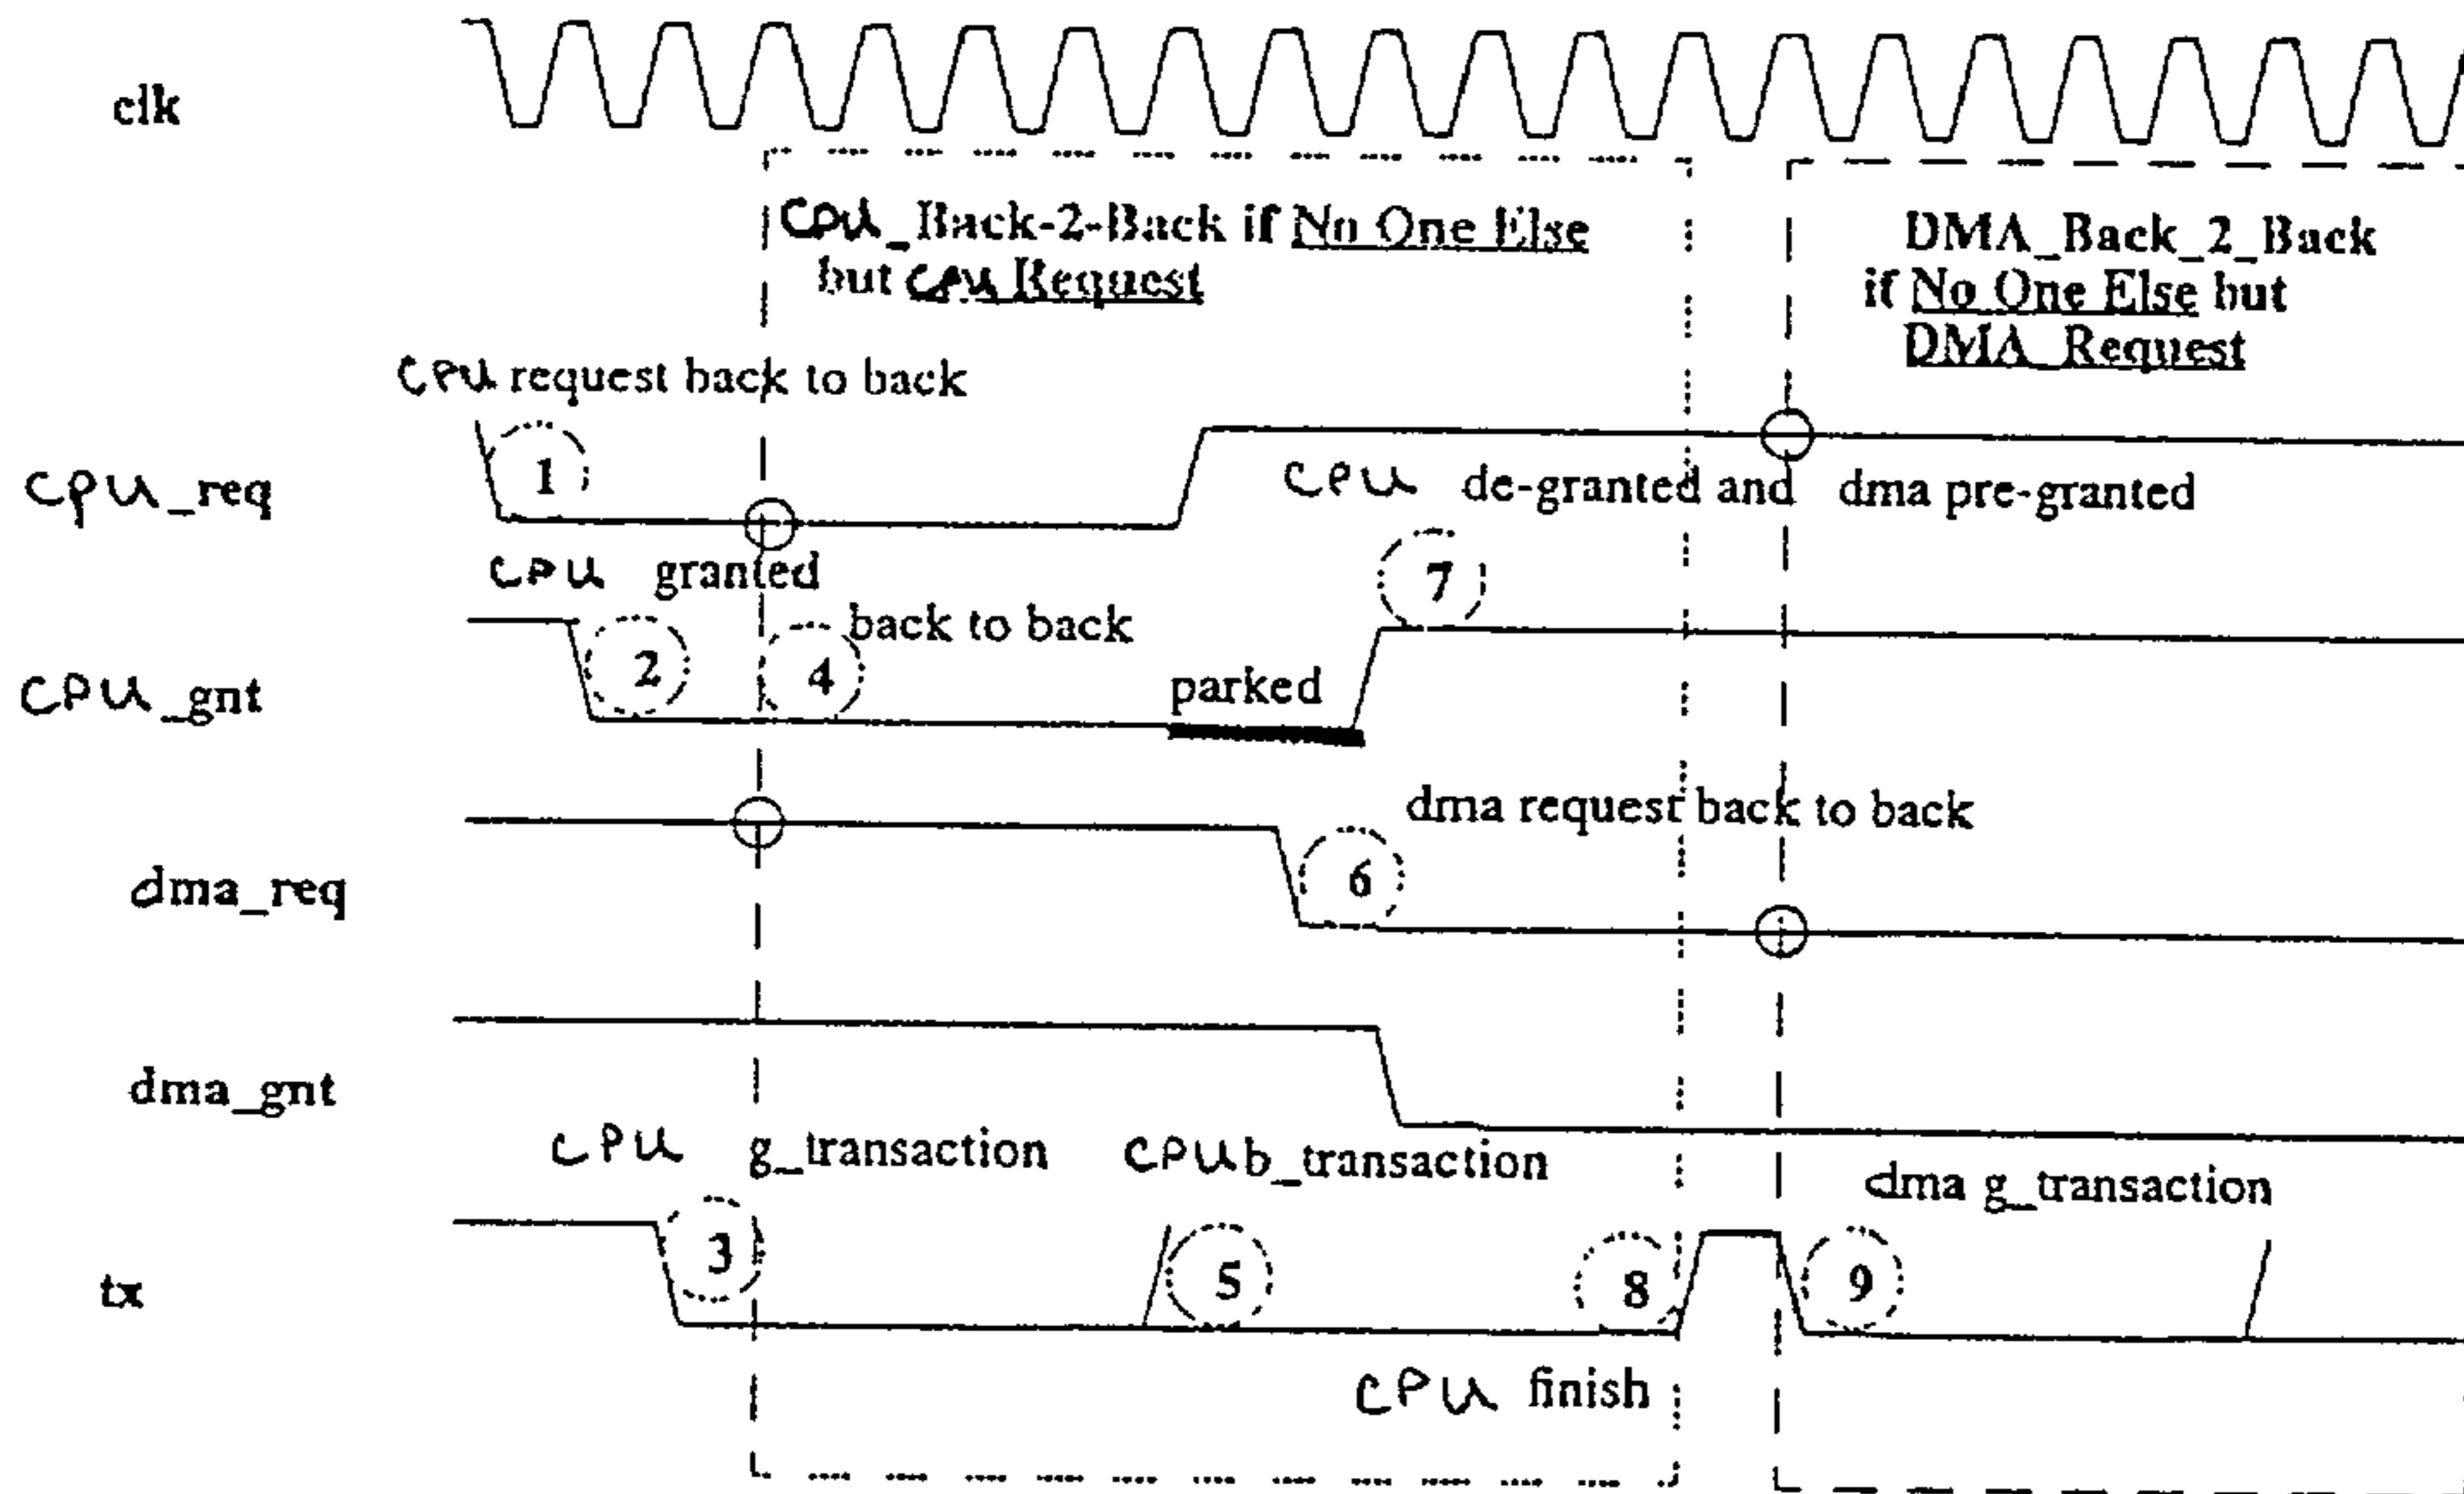 clk
CPU_Back-2-Back if No One Else
but CPU_Request
DMA_Back_2_Back
if No One Else but
DMA_Request
CPU request back to back
1
CPU_req
CPU de-granted and dma pre-granted
CPU granted
7
back to back
2
4
CPU_gnt
parked
dma request back to back
6
dma_req
dma_gnt
CPU g_transaction
CPU b_transaction
dma g_transaction
3
5
8
9
tx
CPU finish